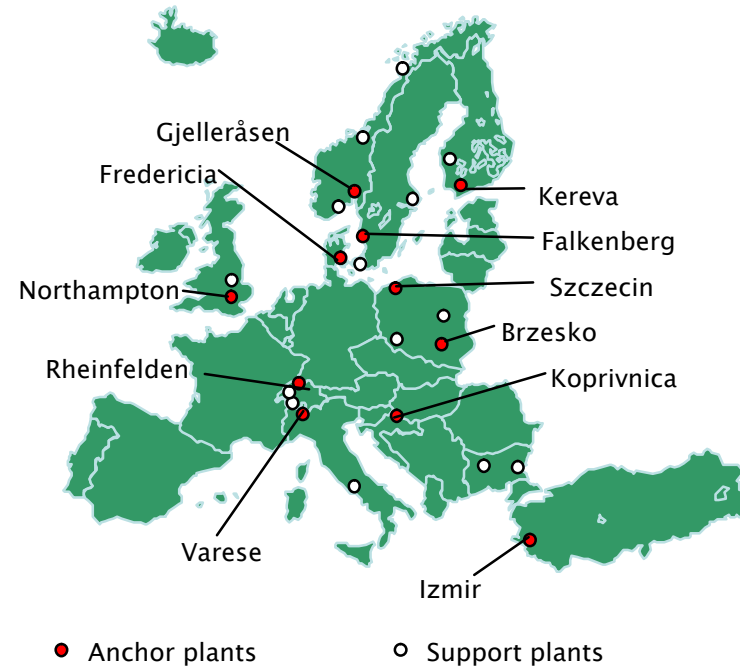 Gjelleråsen
Fredericia
Kereva
Falkenberg
Northampton
Szczecin
Brzesko
Rheinfelden
Koprivnica
Varese
Izmir
Anchor plants
Support plants